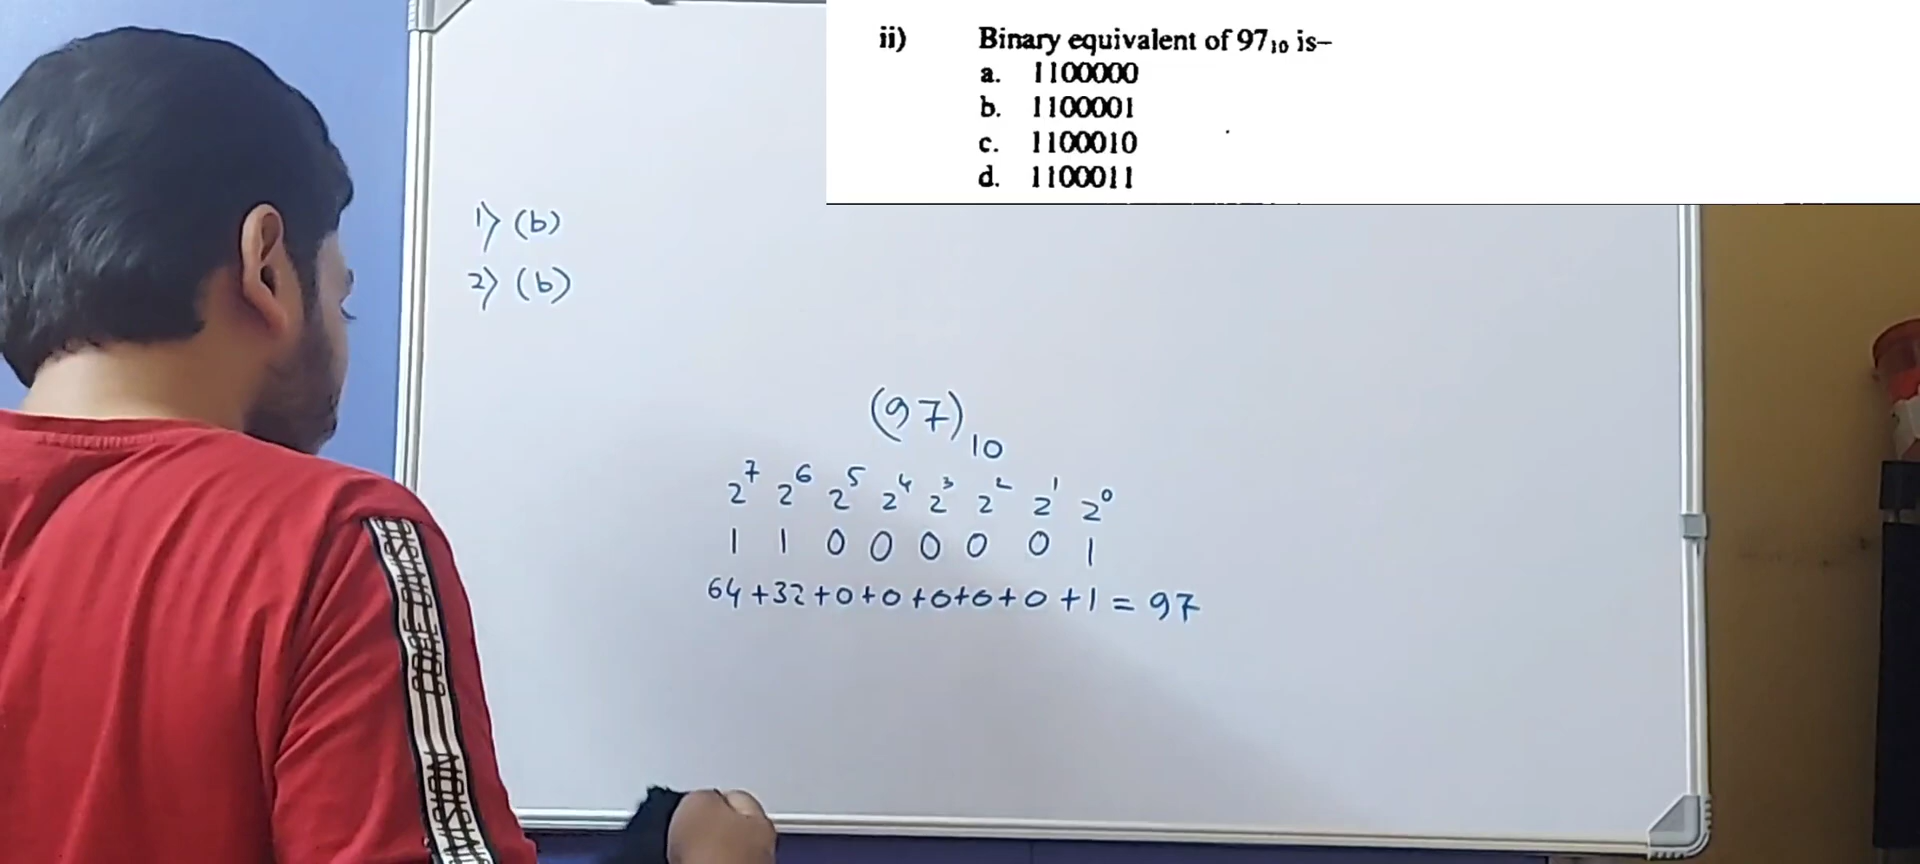 ii) Binary equivalent of 97₁₀ is–
a. 1100000
b. 1100001
c. 1100010
d. 1100011
1) (b)
2) (b)
(97)₁₀
2⁷ 2⁶ 2⁵ 2⁴ 2³ 2² 2¹ 2⁰
1 1 0 0 0 0 0 1
64+32+0+0+0+0+0+1 = 97